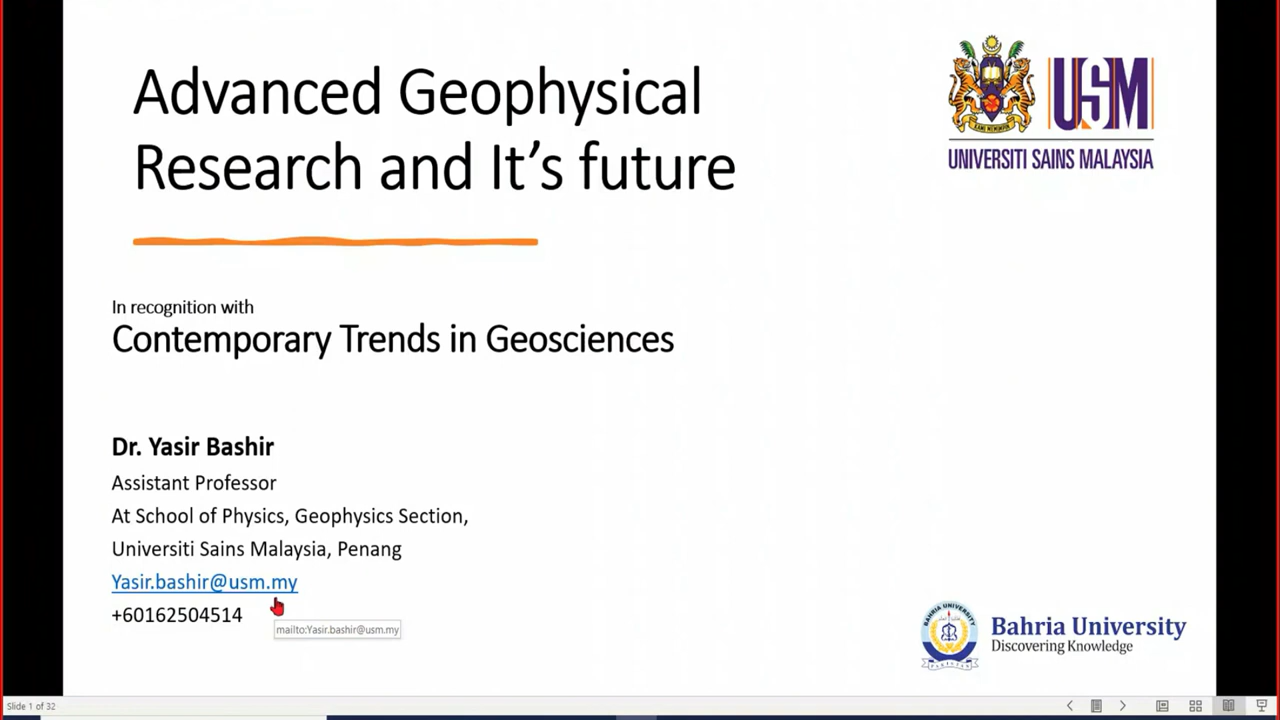 Advanced Geophysical
Research and It's future
USM
UNIVERSITI SAINS MALAYSIA
In recognition with
Contemporary Trends in Geosciences
Dr. Yasir Bashir
Assistant Professor
At School of Physics, Geophysics Section,
Universiti Sains Malaysia, Penang
Yasir.bashir@usm.my
+60162504514
mailto:Yasir.bashir@usm.my
Bahria University
Discovering Knowledge
Slide 1 of 32